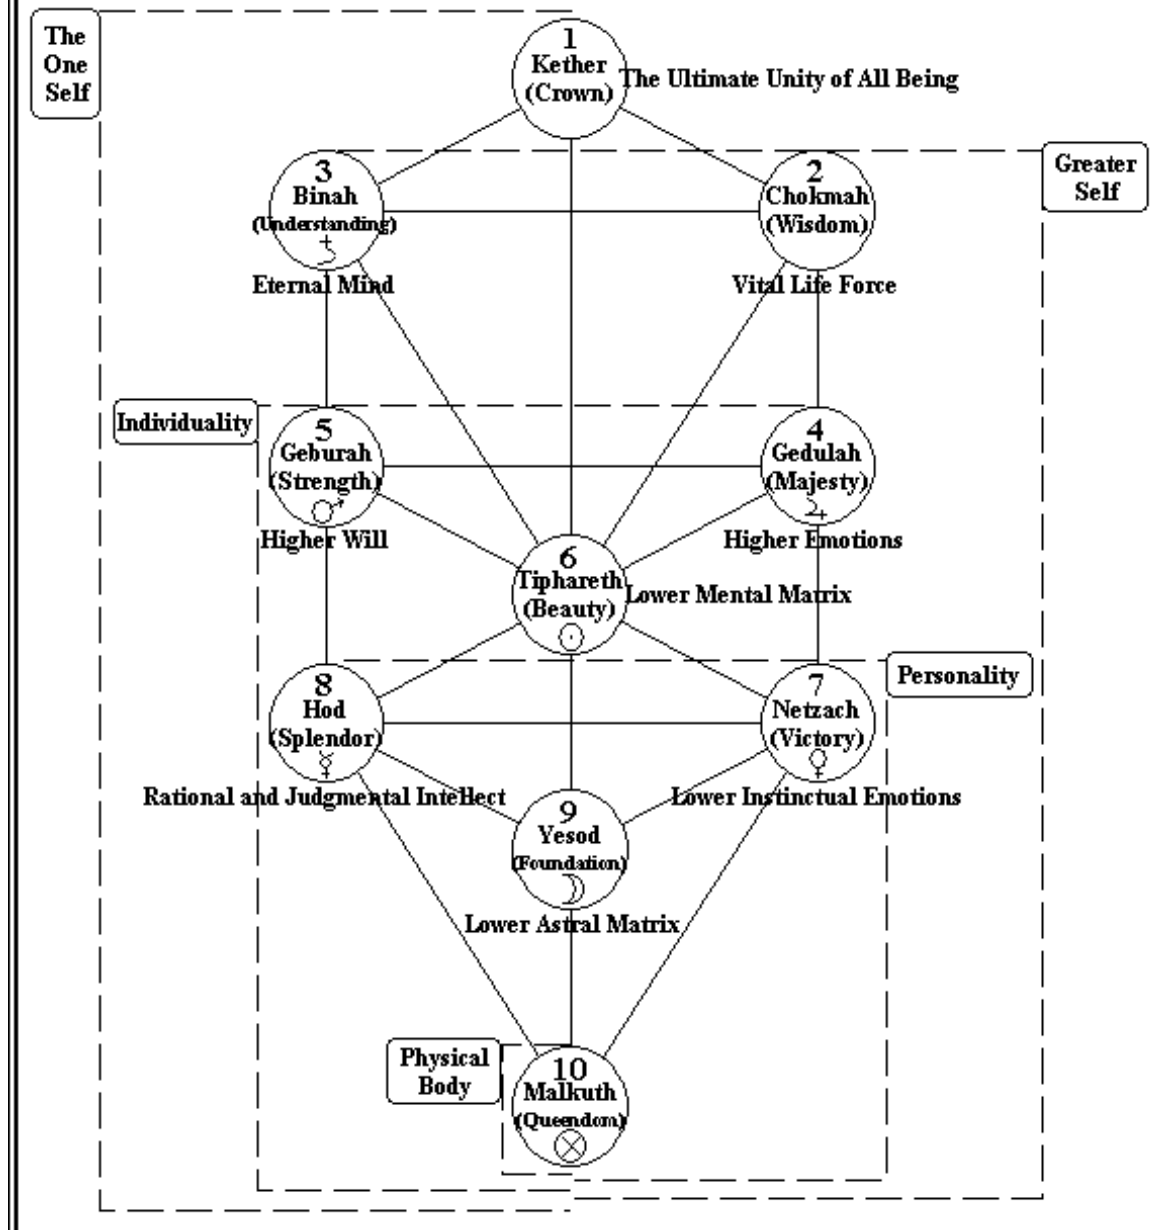 The
One
Self
1
Kether
(Crown)
The Ultimate Unity of All Being
3
Binah
(Understanding)
Eternal Mind
2
Chokmah
(Wisdom)
Vital Life Force
Greater
Self
Individuality
5
Geburah
(Strength)
Higher Will
4
Gedulah
(Majesty)
Higher Emotions
6
Tiphareth
(Beauty)
Lower Mental Matrix
Personality
8
Hod
(Splendor)
Rational and Judgmental Intellect
7
Netzach
(Victory)
Lower Instinctual Emotions
9
Yesod
(Foundation)
Lower Astral Matrix
Physical
Body
10
Malkuth
(Queendom)